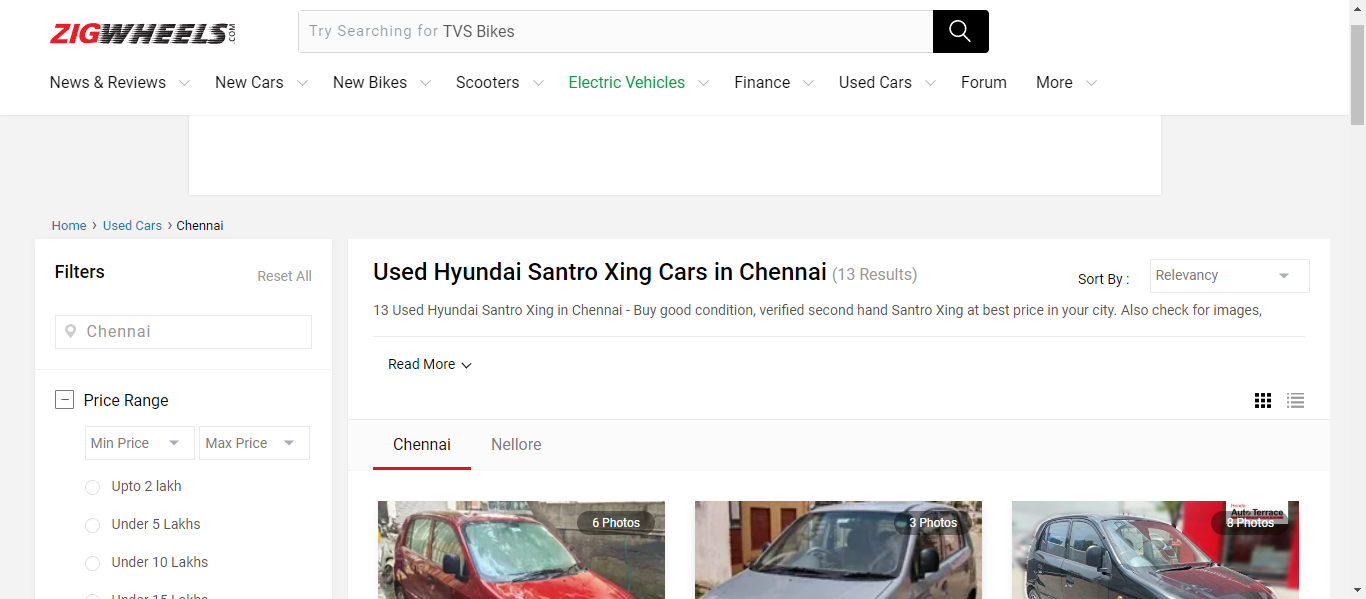 ZIGWHEELS.COM
Try Searching for TVS Bikes
News & Reviews New Cars New Bikes Scooters Electric Vehicles Finance Used Cars Forum More
Home › Used Cars › Chennai
Filters
Reset All
Chennai
Price Range
Min Price Max Price
Upto 2 lakh
Under 5 Lakhs
Under 10 Lakhs
Under 15 Lakhs
Used Hyundai Santro Xing Cars in Chennai (13 Results)
Sort By : Relevancy
13 Used Hyundai Santro Xing in Chennai - Buy good condition, verified second hand Santro Xing at best price in your city. Also check for images,
Read More
Chennai Nellore
6 Photos
3 Photos
Honda
Auto Terrace
8 Photos